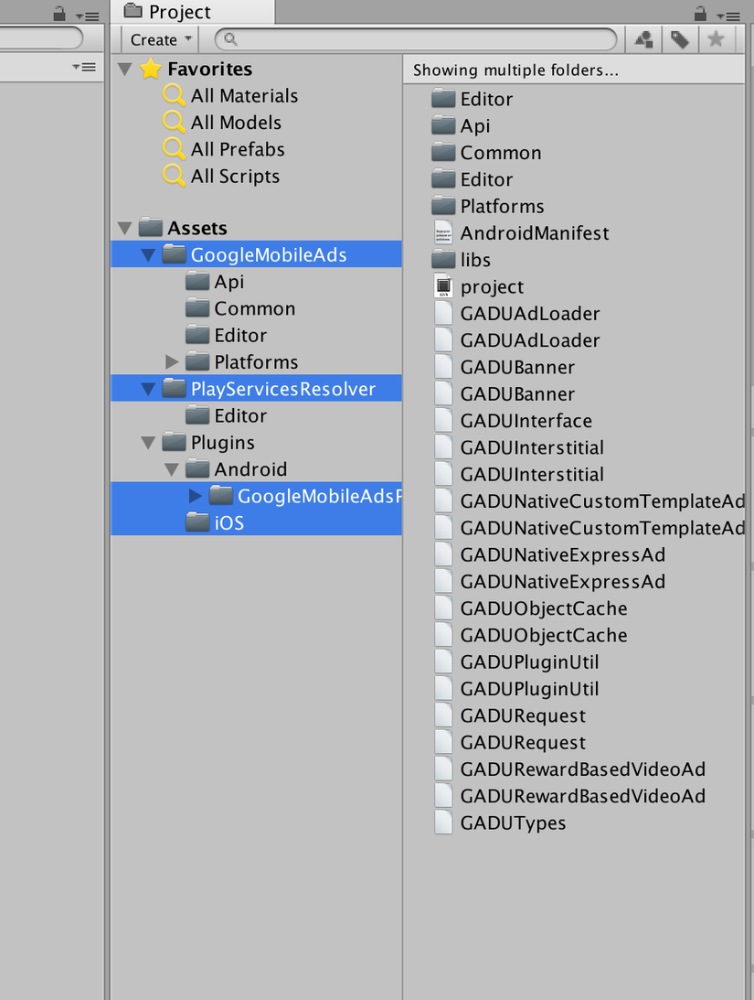 Project
Create
Favorites
All Materials
All Models
All Prefabs
All Scripts
Assets
GoogleMobileAds
Api
Common
Editor
Platforms
PlayServicesResolver
Editor
Plugins
Android
GoogleMobileAdsP
iOS
Showing multiple folders...
Editor
Api
Common
Editor
Platforms
AndroidManifest
libs
project
GADUAdLoader
GADUAdLoader
GADUBanner
GADUBanner
GADUInterface
GADUInterstitial
GADUInterstitial
GADUNativeCustomTemplateAd
GADUNativeCustomTemplateAd
GADUNativeExpressAd
GADUNativeExpressAd
GADUObjectCache
GADUObjectCache
GADUPluginUtil
GADUPluginUtil
GADURequest
GADURequest
GADURewardBasedVideoAd
GADURewardBasedVideoAd
GADUTypes